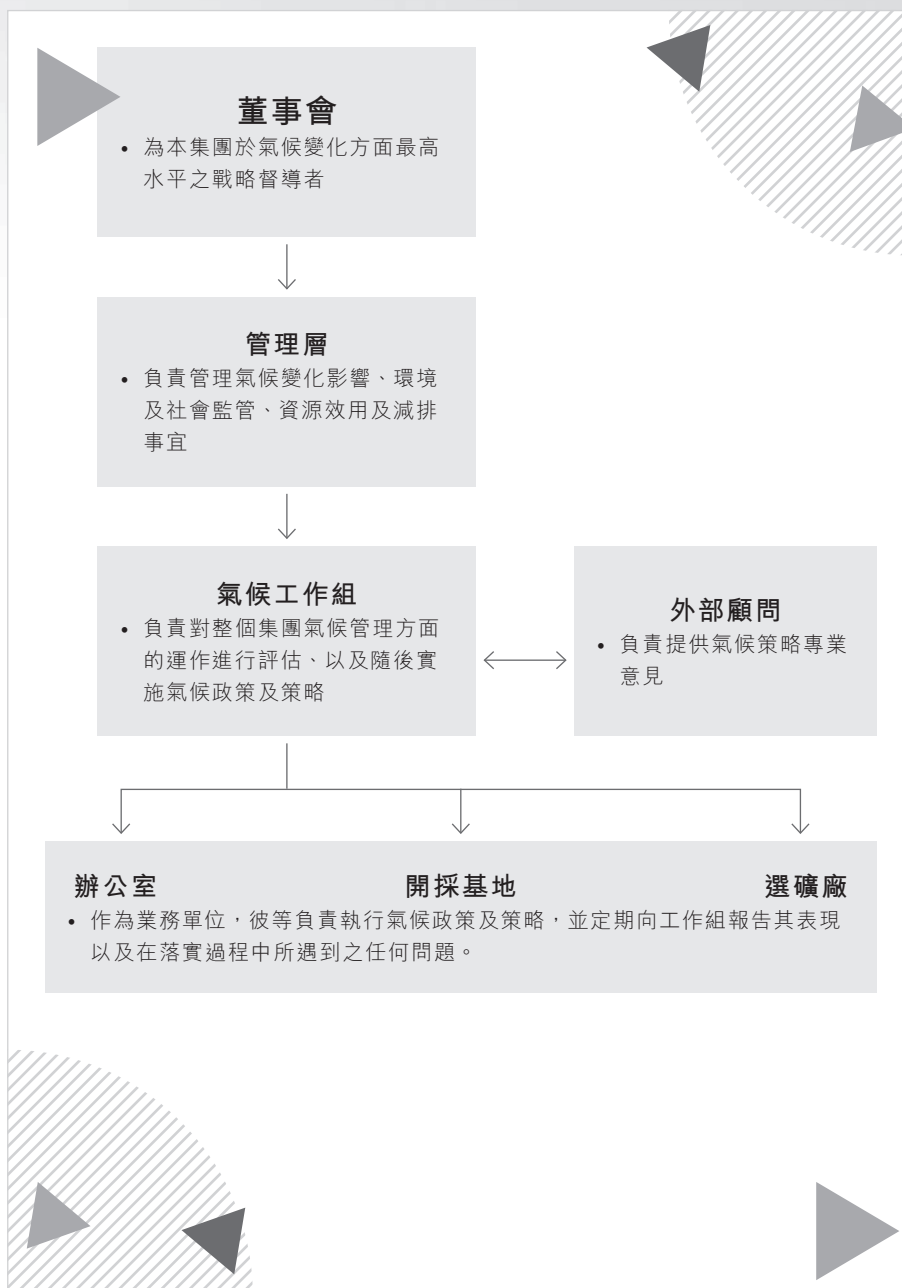 董事會
• 為本集團於氣候變化方面最高
水平之戰略督導者
管理層
• 負責管理氣候變化影響、環境
及社會監管、資源效用及減排
事宜
氣候工作組
• 負責對整個集團氣候管理方面
的運作進行評估、以及隨後實
施氣候政策及策略
外部顧問
• 負責提供氣候策略專業
意見
辦公室 開採基地 選礦廠
• 作為業務單位，彼等負責執行氣候政策及策略，並定期向工作組報告其表現
以及在落實過程中所遇到之任何問題。